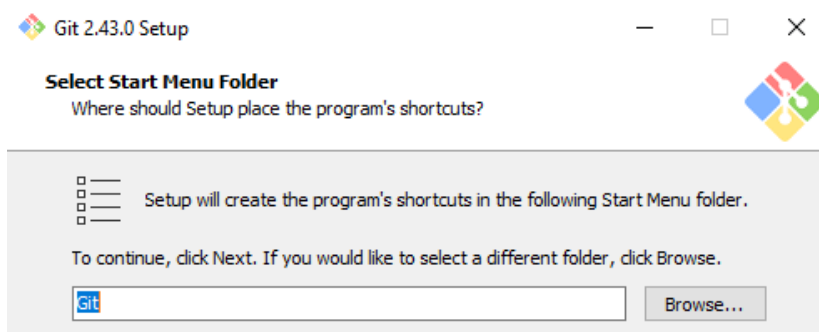 Git 2.43.0 Setup
Select Start Menu Folder
Where should Setup place the program's shortcuts?
Setup will create the program's shortcuts in the following Start Menu folder.
To continue, click Next. If you would like to select a different folder, click Browse.
Git
Browse...